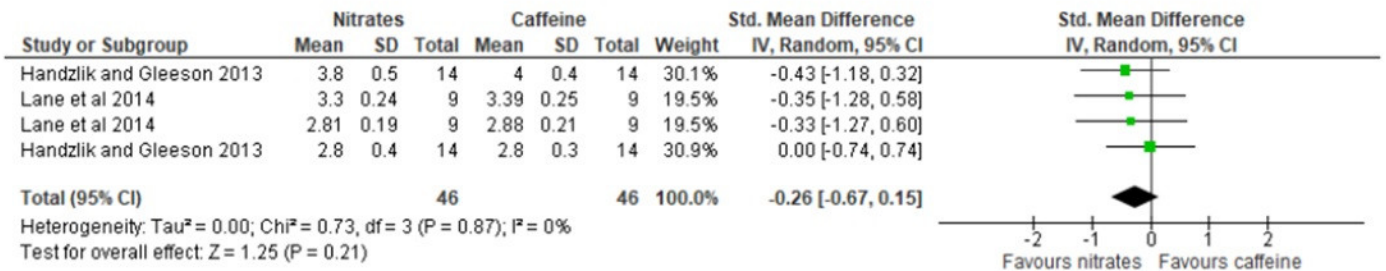 Nitrates Caffeine Std. Mean Difference Std. Mean Difference
Study or Subgroup Mean SD Total Mean SD Total Weight IV, Random, 95% CI IV, Random, 95% CI
Handzlik and Gleeson 2013 3.8 0.5 14 4 0.4 14 30.1% -0.43 [-1.18, 0.32]
Lane et al 2014 3.3 0.24 9 3.39 0.25 9 19.5% -0.35 [-1.28, 0.58]
Lane et al 2014 2.81 0.19 9 2.88 0.21 9 19.5% -0.33 [-1.27, 0.60]
Handzlik and Gleeson 2013 2.8 0.4 14 2.8 0.3 14 30.9% 0.00 [-0.74, 0.74]
Total (95% CI) 46 46 100.0% -0.26 [-0.67, 0.15]
Heterogeneity: Tau² = 0.00; Chi² = 0.73, df = 3 (P = 0.87); I² = 0%
Test for overall effect: Z = 1.25 (P = 0.21)
-2 -1 0 1 2
Favours nitrates Favours caffeine